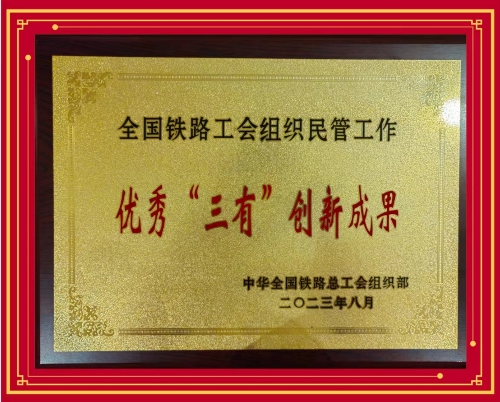 全国铁路工会组织民管工作
优秀“三有”创新成果
中华全国铁路总工会组织部
二〇二三年八月